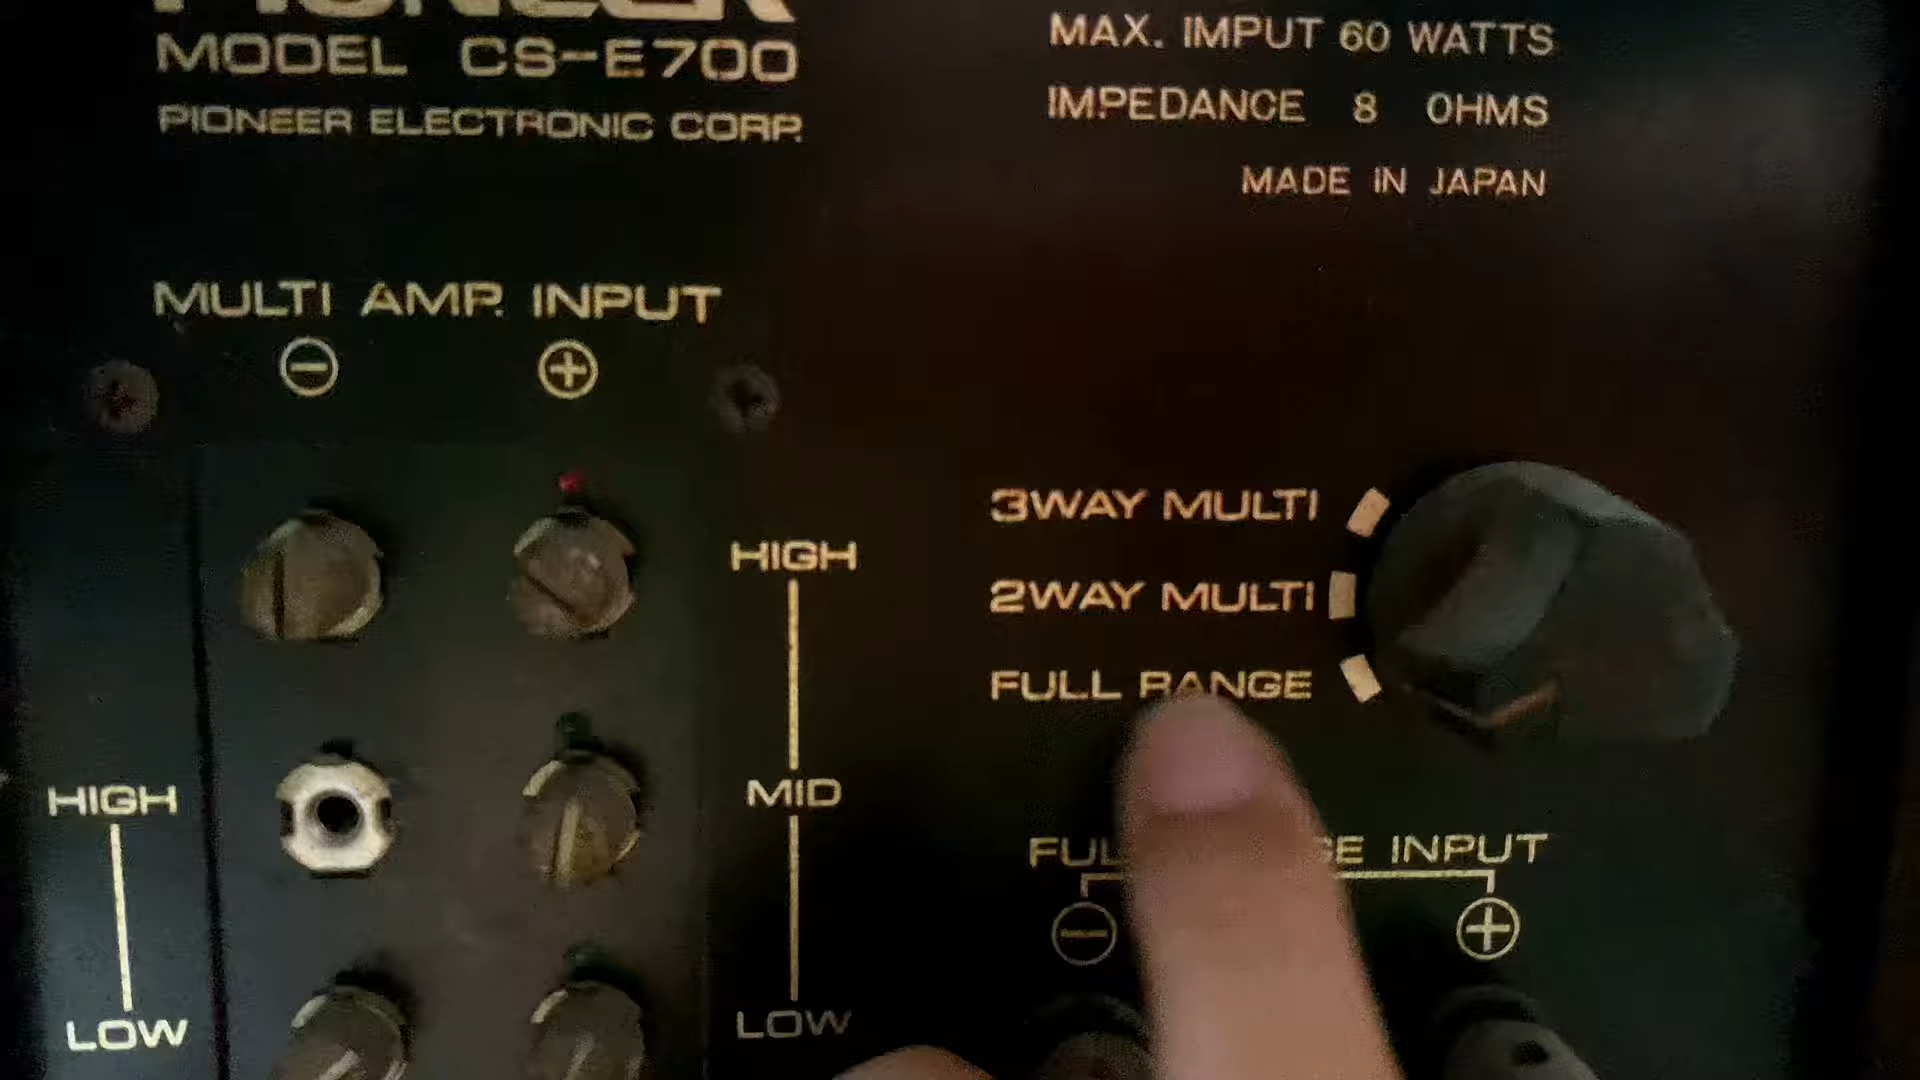 PIONEER
MODEL CS-E700
PIONEER ELECTRONIC CORP.
MAX. IMPUT 60 WATTS
IMPEDANCE 8 OHMS
MADE IN JAPAN
MULTI AMP. INPUT
HIGH
MID
LOW
HIGH
LOW
3WAY MULTI
2WAY MULTI
FULL RANGE
INPUT